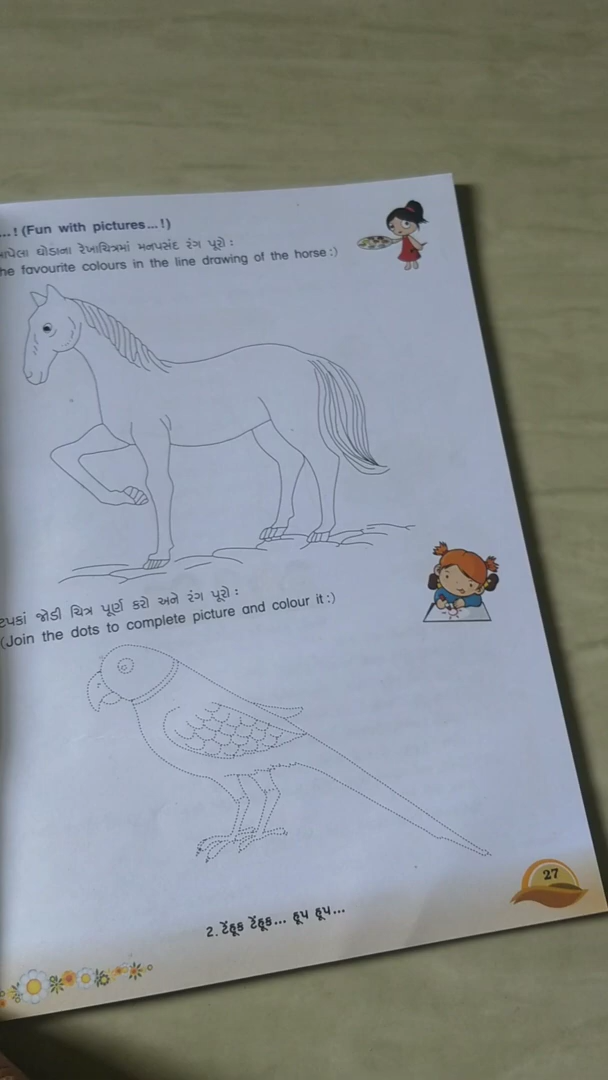 ...! (Fun with pictures...!)
ઘોડાના રેખાચિત્રમાં મનપસંદ રંગ પૂરો :
he favourite colours in the line drawing of the horse :)
ટપકાં જોડી ચિત્ર પૂર્ણ કરો અને રંગ પૂરો :
(Join the dots to complete picture and colour it :)
27
2. ટેંહૂક ટેંહૂક... હૂપ હૂપ...